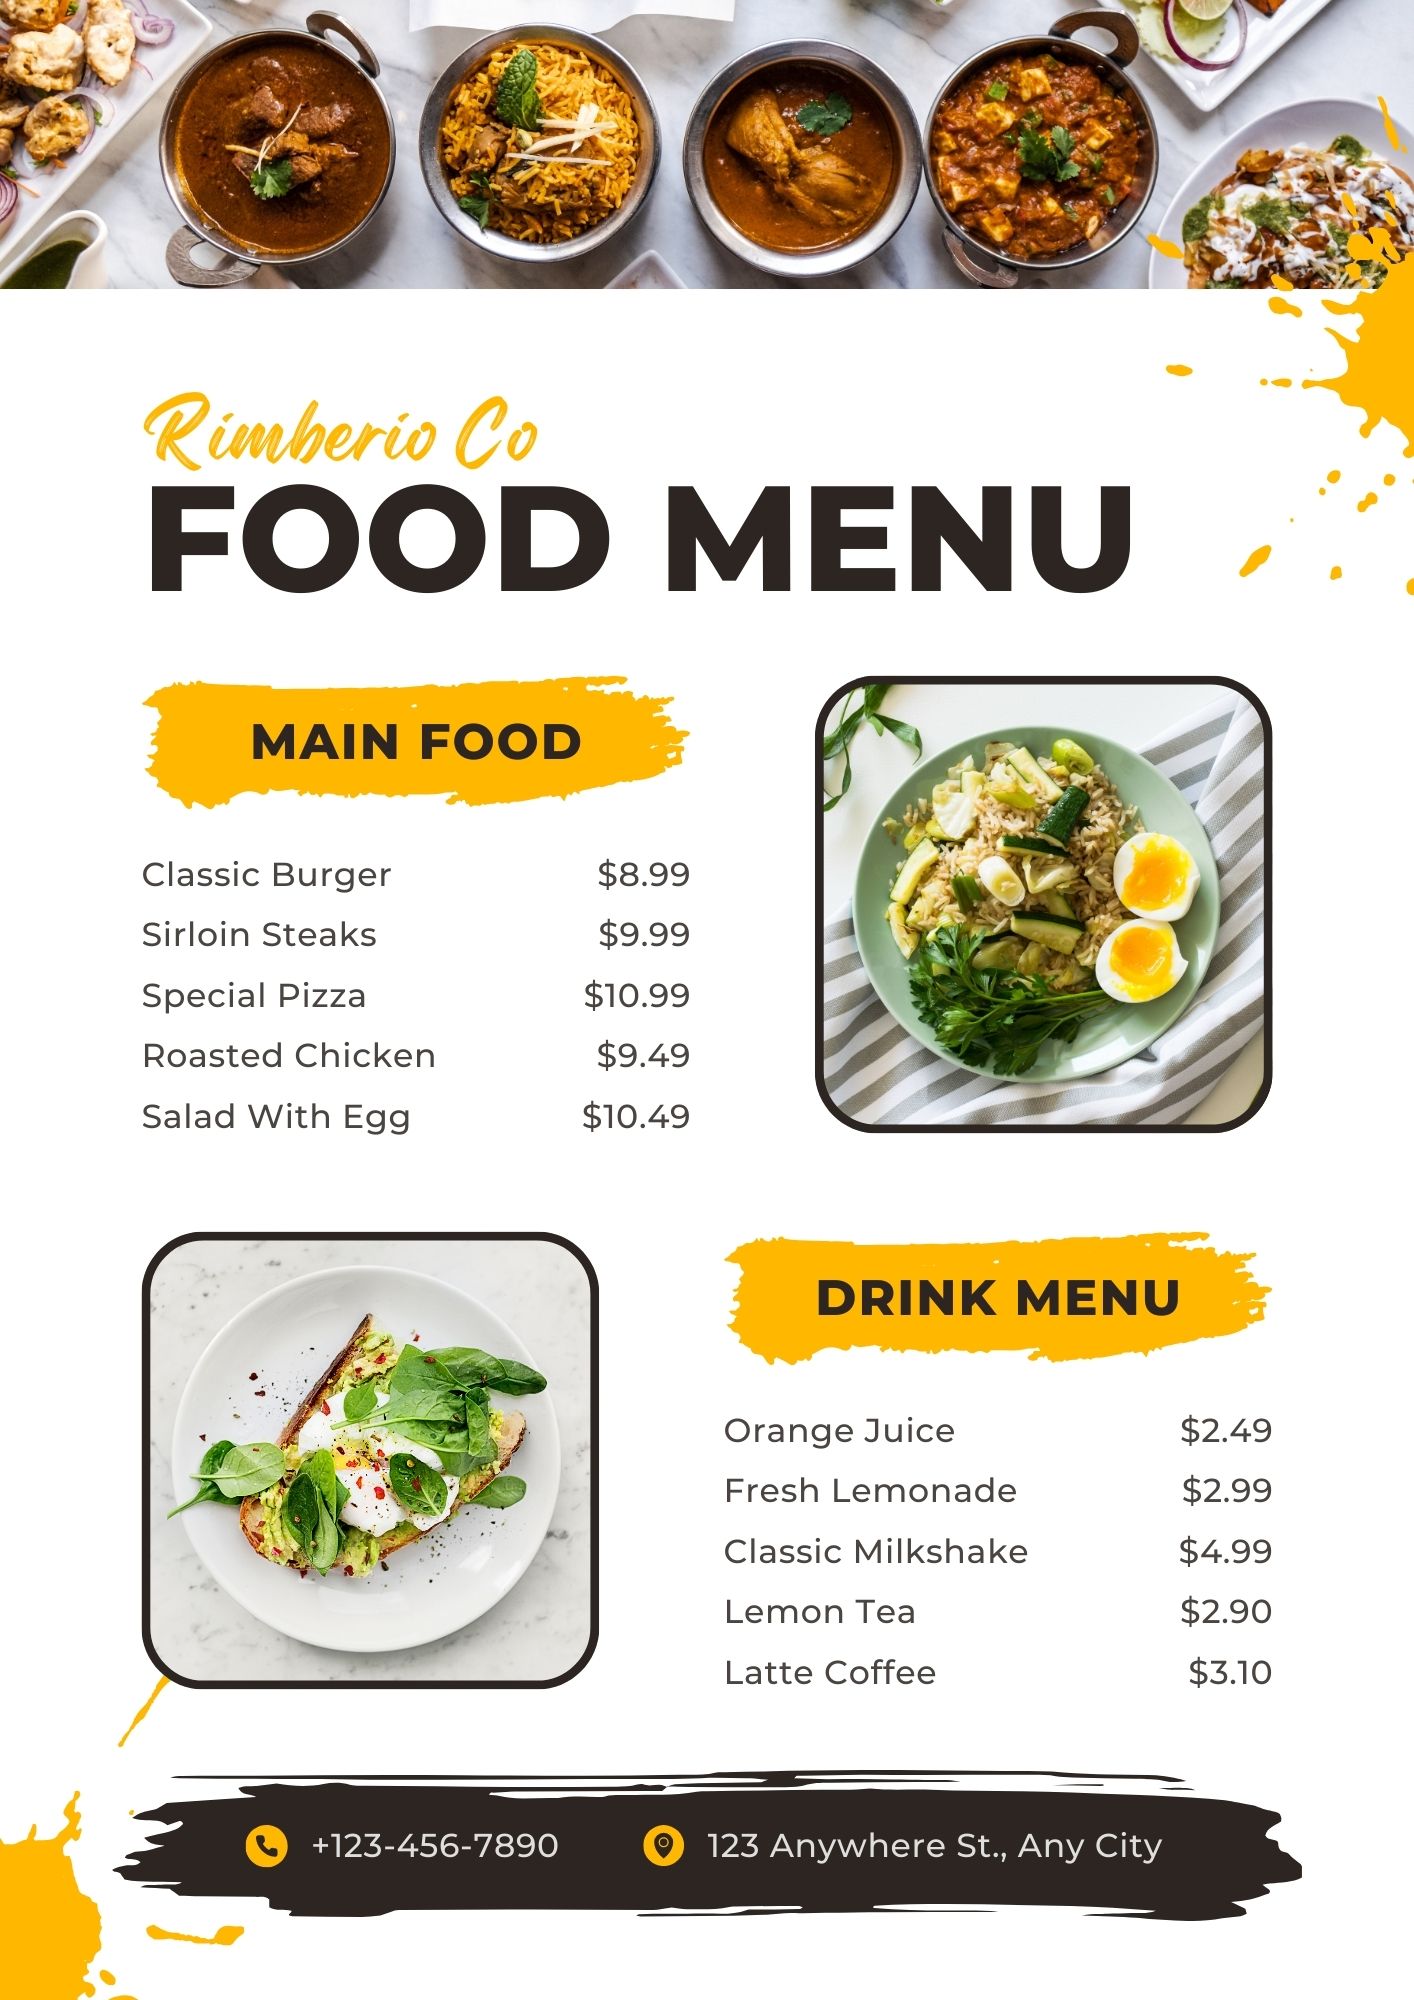 Rimberio Co
FOOD MENU
MAIN FOOD
Classic Burger $8.99
Sirloin Steaks $9.99
Special Pizza $10.99
Roasted Chicken $9.49
Salad With Egg $10.49
DRINK MENU
Orange Juice $2.49
Fresh Lemonade $2.99
Classic Milkshake $4.99
Lemon Tea $2.90
Latte Coffee $3.10
+123-456-7890 123 Anywhere St., Any City